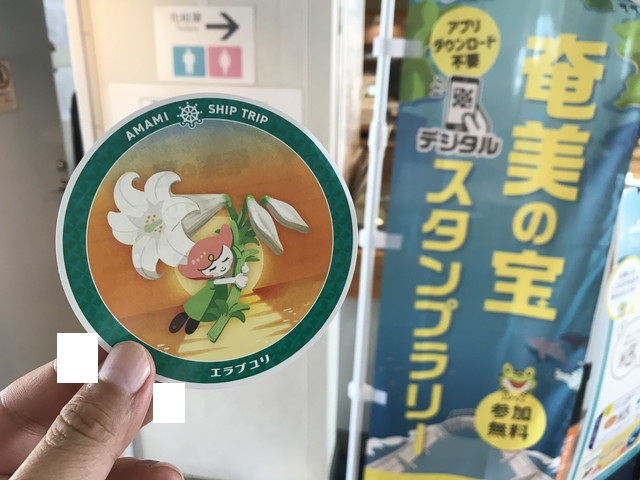 化粧室
Toilets
AMAMI SHIP TRIP
エラブユリ
アプリ
ダウンロード
不要
デジタル
スタンプラリー
奄美の宝
参加
無料